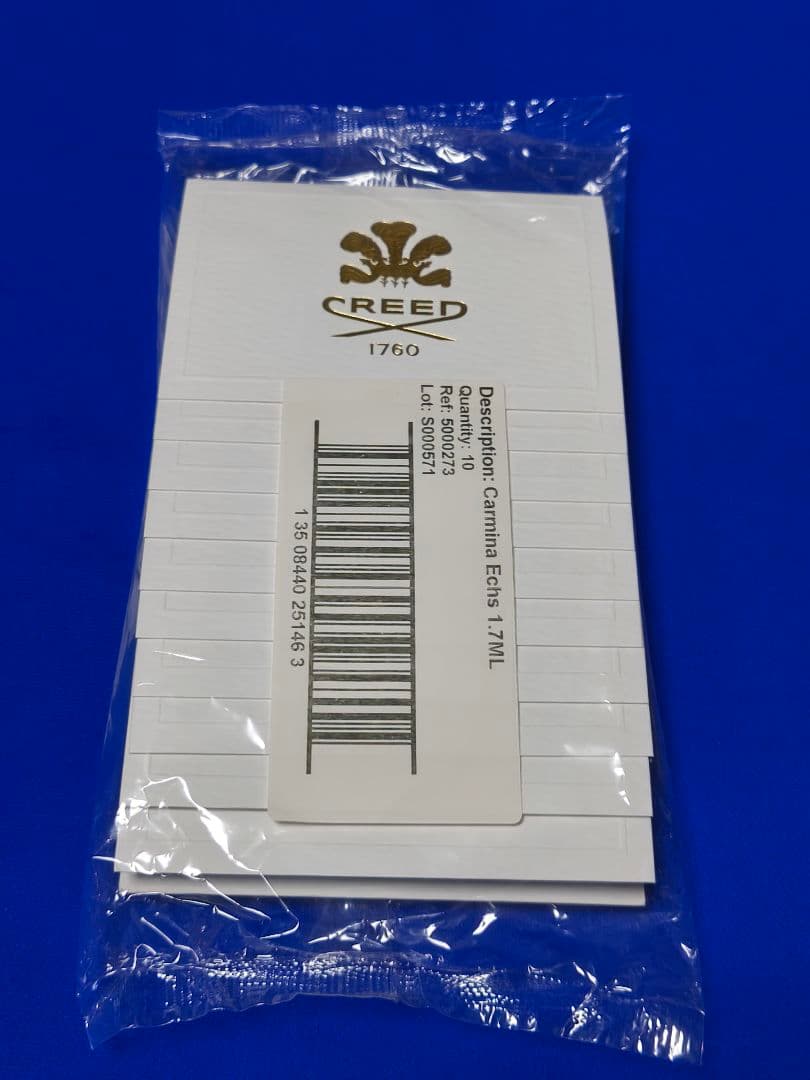 CREED
1760
Description: Carmina Echs 1.7ML
Quantity: 10
Ref: 5000273
Lot: S000571
1 35 08440 25146 3